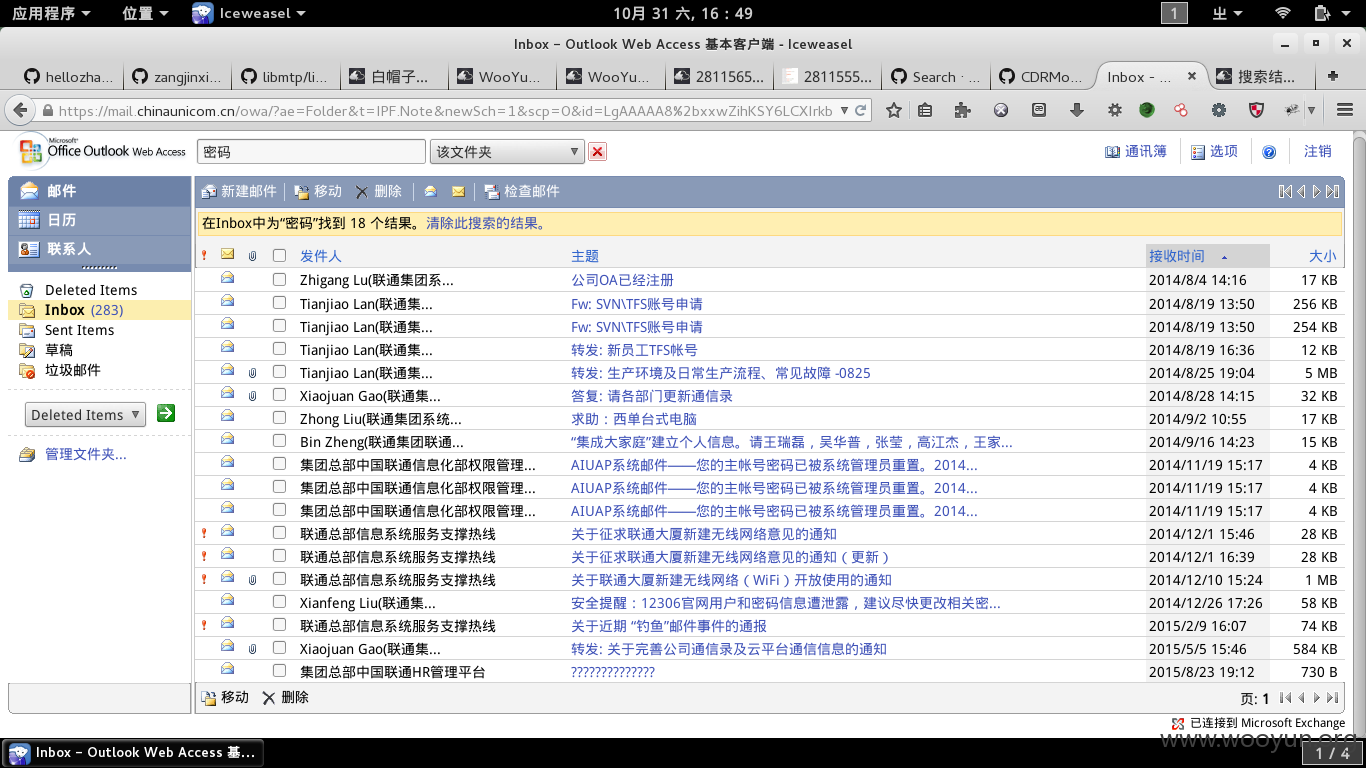 应用程序 位置 Iceweasel 10月 31 六, 16 : 49 1
Inbox – Outlook Web Access 基本客户端 - Iceweasel
hellozha... zangjinxi... libmtp/li... 白帽子... WooYu... WooYu... 2811565... 2811555... Search · ... CDRMo... Inbox - ... 搜索结...
https://mail.chinaunicom.cn/owa/?ae=Folder&t=IPF.Note&newSch=1&scp=0&id=LgAAAAA8%2bxxwZihKSY6LCXIrkb
Microsoft®
Office Outlook Web Access 密码 该文件夹 通讯簿 选项 注销
邮件 新建邮件 移动 删除 检查邮件
日历 在Inbox中为“密码”找到 18 个结果。清除此搜索的结果。
联系人 发件人 主题 接收时间 大小
Zhigang Lu(联通集团系... 公司OA已经注册 2014/8/4 14:16 17 KB
Deleted Items
Tianjiao Lan(联通集... Fw: SVN\TFS账号申请 2014/8/19 13:50 256 KB
Inbox (283)
Tianjiao Lan(联通集... Fw: SVN\TFS账号申请 2014/8/19 13:50 254 KB
Sent Items
Tianjiao Lan(联通集... 转发: 新员工TFS帐号 2014/8/19 16:36 12 KB
草稿
Tianjiao Lan(联通集... 转发: 生产环境及日常生产流程、常见故障 -0825 2014/8/25 19:04 5 MB
垃圾邮件
Xiaojuan Gao(联通集... 答复: 请各部门更新通信录 2014/8/28 14:15 32 KB
Deleted Items
Zhong Liu(联通集团系统... 求助：西单台式电脑 2014/9/2 10:55 17 KB
Bin Zheng(联通集团联通... “集成大家庭”建立个人信息。请王瑞磊，吴华普，张莹，高江杰，王家... 2014/9/16 14:23 15 KB
管理文件夹...
集团总部中国联通信息化部权限管理... AIUAP系统邮件——您的主帐号密码已被系统管理员重置。2014... 2014/11/19 15:17 4 KB
集团总部中国联通信息化部权限管理... AIUAP系统邮件——您的主帐号密码已被系统管理员重置。2014... 2014/11/19 15:17 4 KB
集团总部中国联通信息化部权限管理... AIUAP系统邮件——您的主帐号密码已被系统管理员重置。2014... 2014/11/19 15:17 4 KB
联通总部信息系统服务支撑热线 关于征求联通大厦新建无线网络意见的通知 2014/12/1 15:46 28 KB
联通总部信息系统服务支撑热线 关于征求联通大厦新建无线网络意见的通知（更新） 2014/12/1 16:39 28 KB
联通总部信息系统服务支撑热线 关于联通大厦新建无线网络（WiFi）开放使用的通知 2014/12/10 15:24 1 MB
Xianfeng Liu(联通集... 安全提醒：12306官网用户和密码信息遭泄露，建议尽快更改相关密... 2014/12/26 17:26 58 KB
联通总部信息系统服务支撑热线 关于近期 “钓鱼”邮件事件的通报 2015/2/9 16:07 74 KB
Xiaojuan Gao(联通集... 转发: 关于完善公司通信录及云平台通信信息的通知 2015/5/5 15:46 584 KB
集团总部中国联通HR管理平台 ?????????????? 2015/8/23 19:12 730 B
移动 删除 页: 1
已连接到 Microsoft Exchange
www.wooyun.org
Inbox – Outlook Web Access 基... 1 / 4